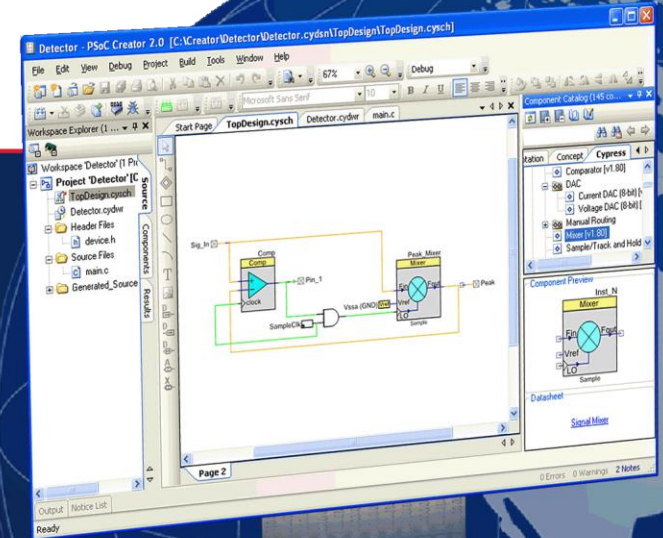 Detector - PSoC Creator 2.0 [C:\Creator\Detector\Detector.cydsn\TopDesign\TopDesign.cysch]
File Edit View Debug Project Build Tools Window Help
67% Debug
Microsoft Sans Serif 10 B I U
Workspace Explorer (1 ...
Workspace 'Detector' (1 Pr
Project 'Detector' [C
TopDesign.cysch
Detector.cydwr
Header Files
device.h
Source Files
main.c
Generated_Source
Source
Components
Results
Start Page TopDesign.cysch Detector.cydwr main.c
Sig_In
Comp
Comp
clock
Pin_1
SampleClk
Vssa (GND) Vref
Peak_Mixer
Mixer
Fin Fout
Vref
LO
Sample
Peak
Page 2
Component Catalog (145 co...
tation Concept Cypress
Comparator [v1.80]
DAC
Current DAC (8-bit) [
Voltage DAC (8-bit) [
Manual Routing
Mixer [v1.80]
Sample/Track and Hold
Component Preview
Inst_N
Mixer
Fin Fout
Vref
LO
Sample
Datasheet
Signal Mixer
Output Notice List
Ready
0 Errors 0 Warnings 2 Notes